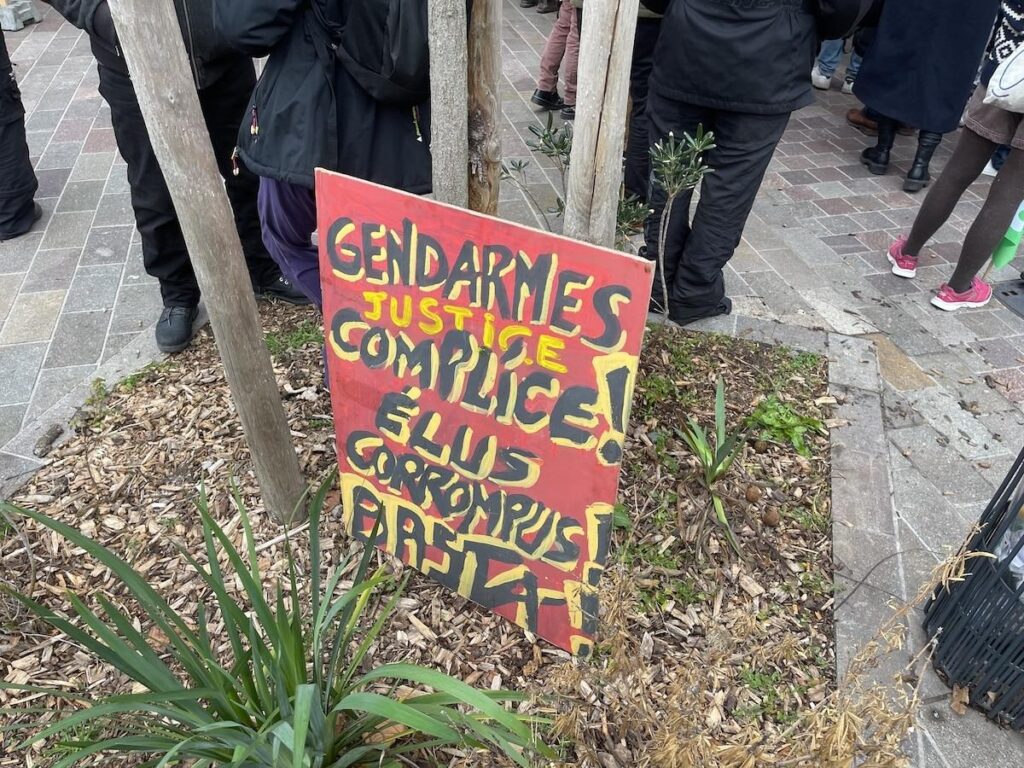 GENDARMES
JUSTiCE
COMPLICE!
ÉLUS
CORROMPUS!
BASTA!